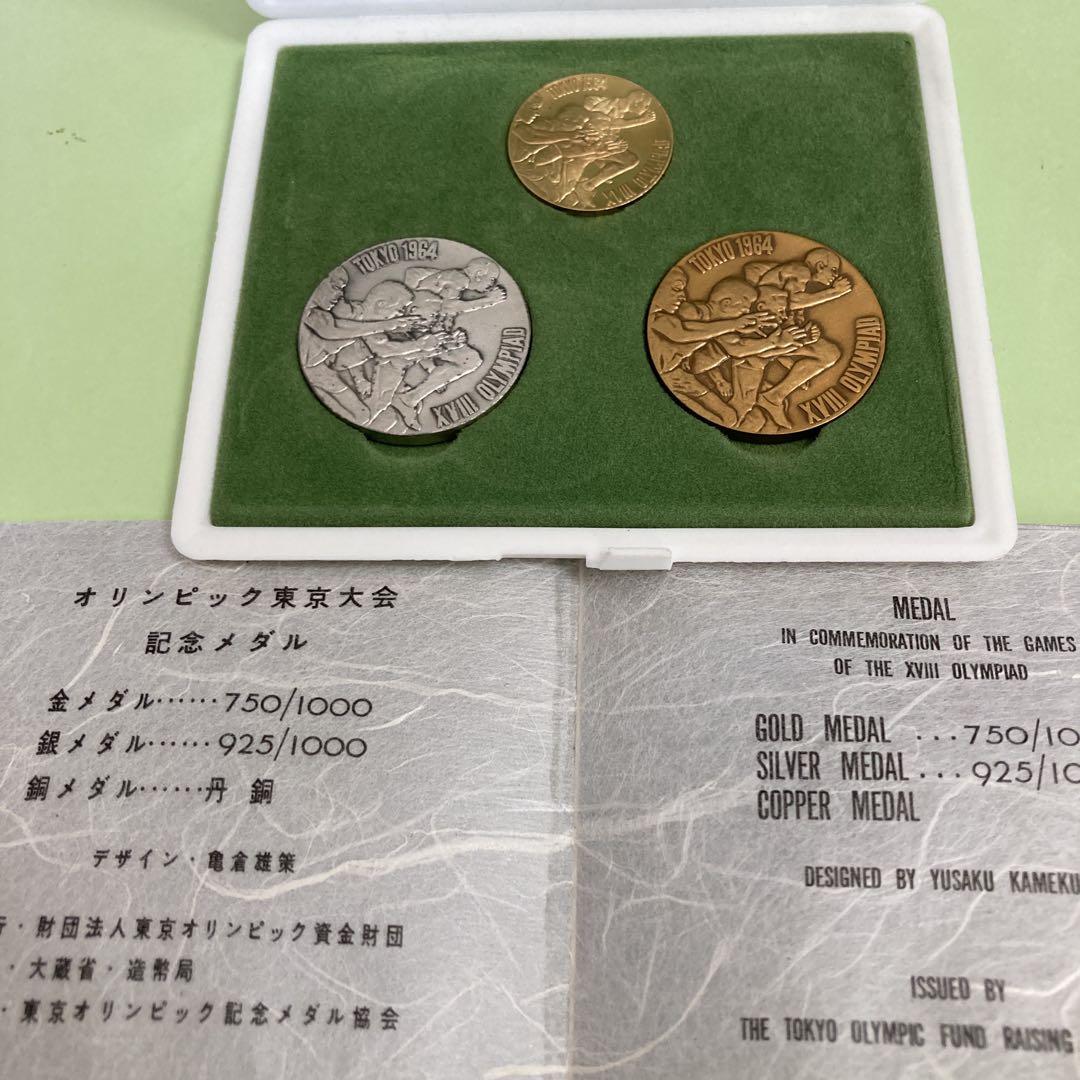 TOKYO 1964
XVIII OLYMPIAD
TOKYO 1964
XVIII OLYMPIAD
TOKYO 1964
XVIII OLYMPIAD
オリンピック東京大会
記念メダル
金メダル……750/1000
銀メダル……925/1000
銅メダル……丹 銅
デザイン・亀倉雄策
・財団法人東京オリンピック資金財団
・大蔵省・造幣局
・東京オリンピック記念メダル協会
MEDAL
IN COMMEMORATION OF THE GAMES
OF THE XVIII OLYMPIAD
GOLD MEDAL ...750/10
SILVER MEDAL...925/10
COPPER MEDAL
DESIGNED BY YUSAKU KAMEKU
ISSUED BY
THE TOKYO OLYMPIC FUND RAISING